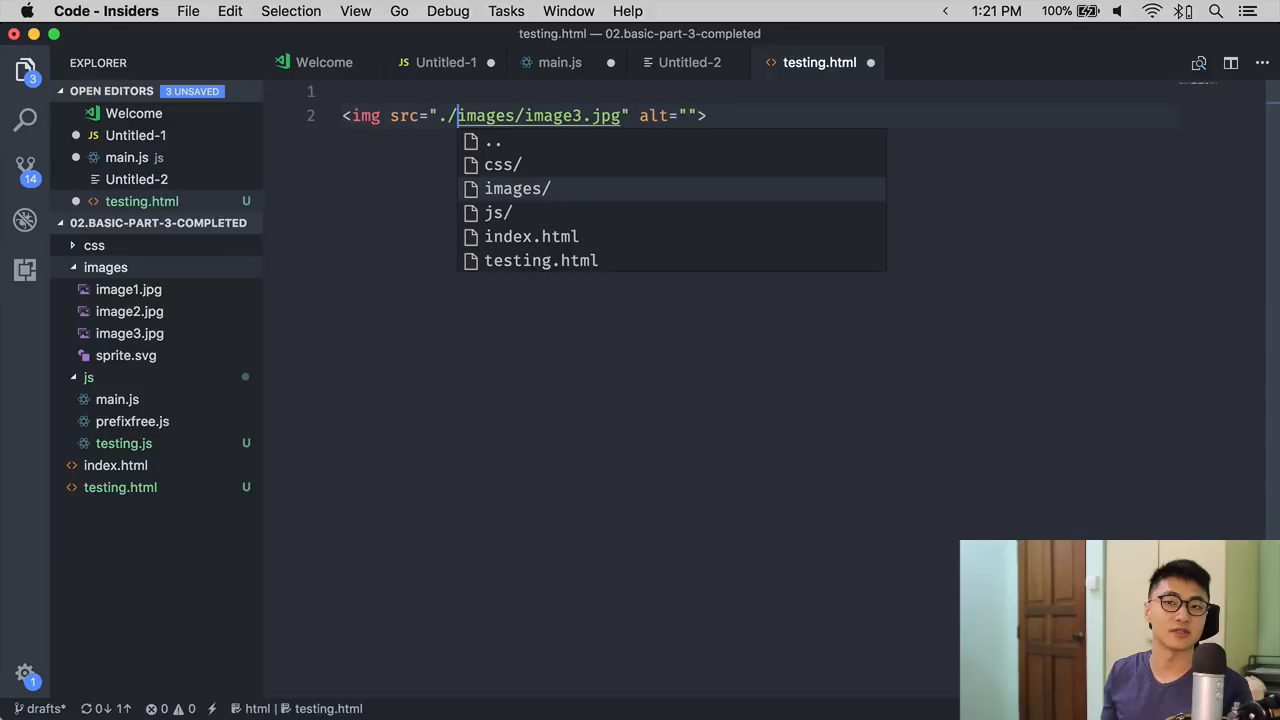 Code - Insiders File Edit Selection View Go Debug Tasks Window Help 1:21 PM 100%
testing.html — 02.basic-part-3-completed
EXPLORER Welcome Untitled-1 main.js Untitled-2 testing.html
OPEN EDITORS 3 UNSAVED
Welcome
Untitled-1
main.js js
Untitled-2
testing.html U
02.BASIC-PART-3-COMPLETED
css
images
image1.jpg
image2.jpg
image3.jpg
sprite.svg
js
main.js
prefixfree.js
testing.js U
index.html
testing.html U
1
2 <img src="./images/image3.jpg" alt="">
..
css/
images/
js/
index.html
testing.html
3
14
1
drafts* 0↓ 1↑ 0 0 html | testing.html